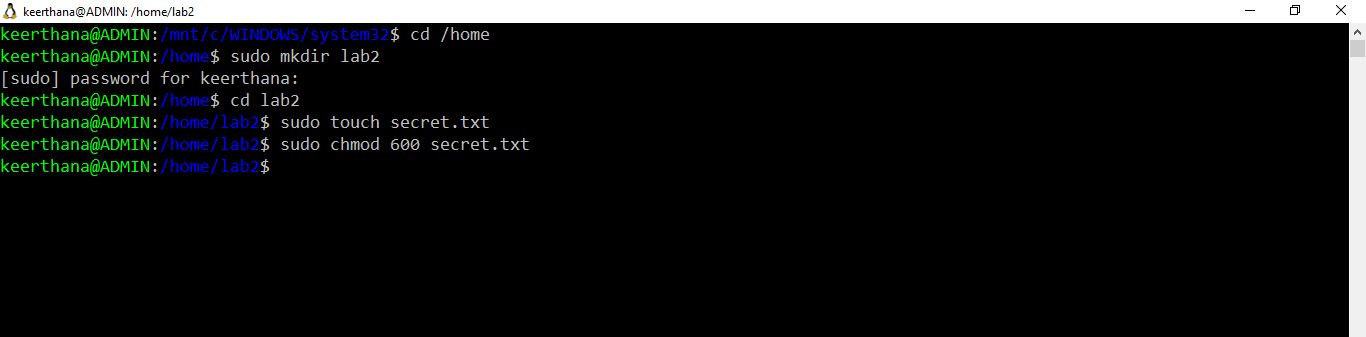 keerthana@ADMIN: /home/lab2
keerthana@ADMIN:/mnt/c/WINDOWS/system32$ cd /home
keerthana@ADMIN:/home$ sudo mkdir lab2
[sudo] password for keerthana:
keerthana@ADMIN:/home$ cd lab2
keerthana@ADMIN:/home/lab2$ sudo touch secret.txt
keerthana@ADMIN:/home/lab2$ sudo chmod 600 secret.txt
keerthana@ADMIN:/home/lab2$